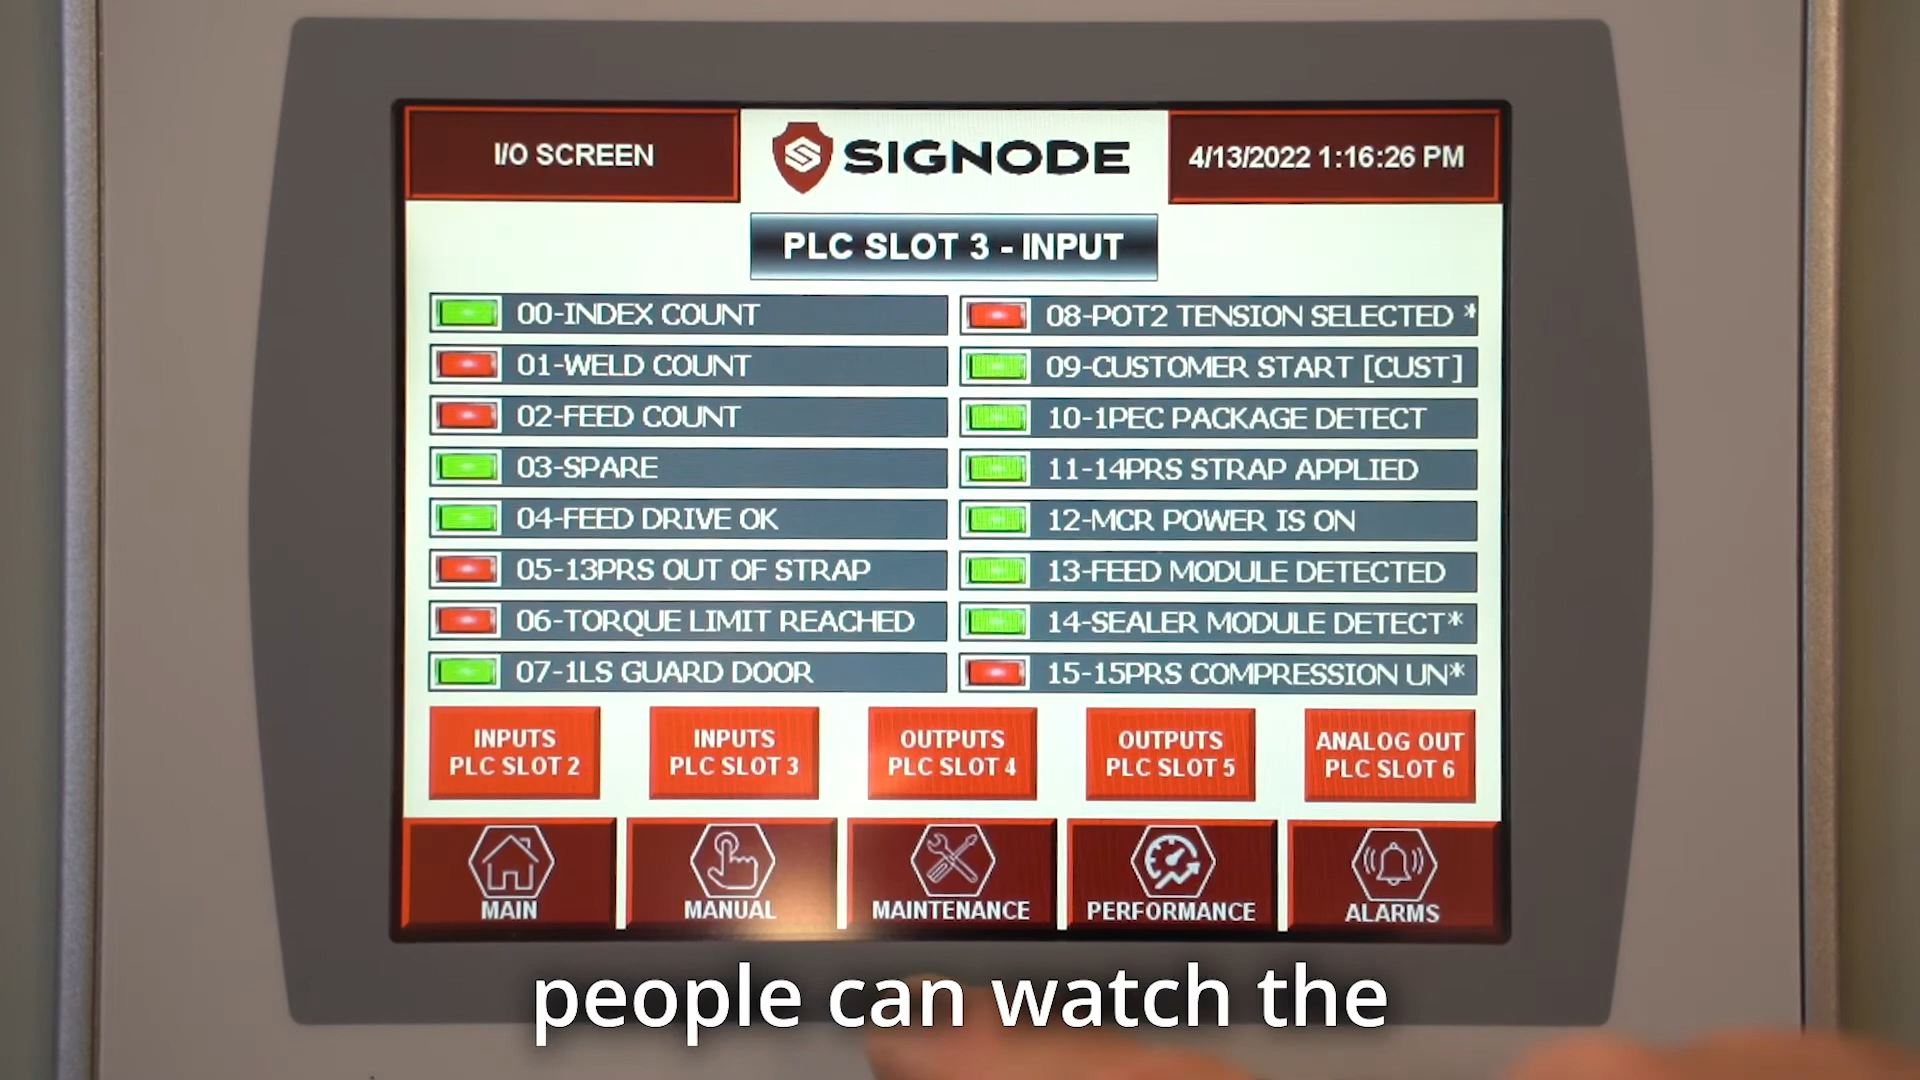 I/O SCREEN
SIGNODE
4/13/2022 1:16:26 PM
PLC SLOT 3 - INPUT
00-INDEX COUNT
01-WELD COUNT
02-FEED COUNT
03-SPARE
04-FEED DRIVE OK
05-13PRS OUT OF STRAP
06-TORQUE LIMIT REACHED
07-1LS GUARD DOOR
08-POT2 TENSION SELECTED *
09-CUSTOMER START [CUST]
10-1PEC PACKAGE DETECT
11-14PRS STRAP APPLIED
12-MCR POWER IS ON
13-FEED MODULE DETECTED
14-SEALER MODULE DETECT*
15-15PRS COMPRESSION UN*
INPUTS
PLC SLOT 2
INPUTS
PLC SLOT 3
OUTPUTS
PLC SLOT 4
OUTPUTS
PLC SLOT 5
ANALOG OUT
PLC SLOT 6
MAIN
MANUAL
MAINTENANCE
PERFORMANCE
ALARMS
people can watch the